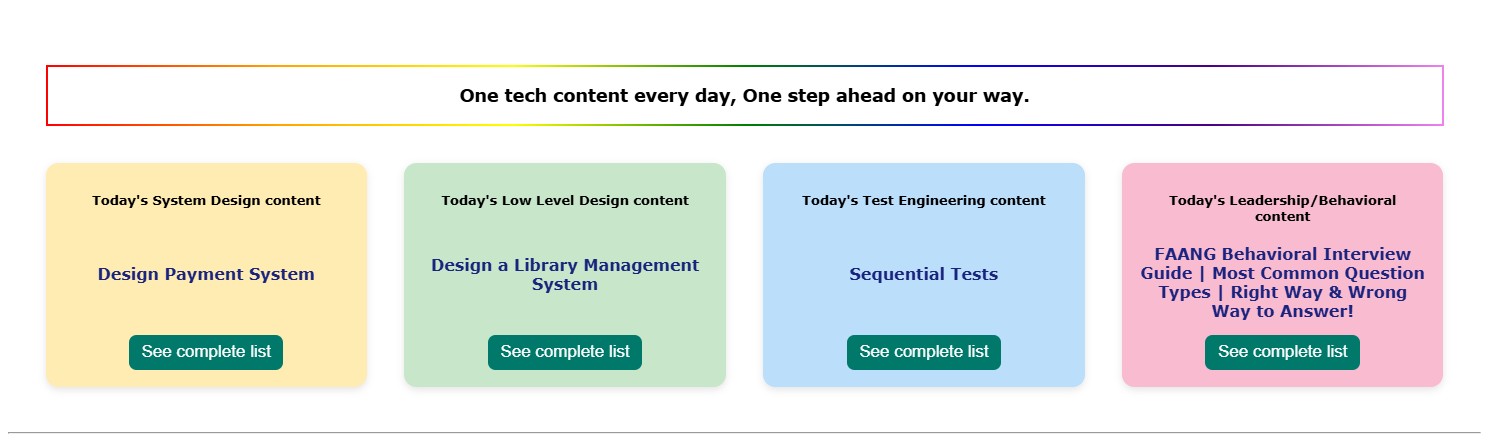 One tech content every day, One step ahead on your way.
Today's System Design content
Design Payment System
See complete list
Today's Low Level Design content
Design a Library Management
System
See complete list
Today's Test Engineering content
Sequential Tests
See complete list
Today's Leadership/Behavioral
content
FAANG Behavioral Interview
Guide | Most Common Question
Types | Right Way & Wrong
Way to Answer!
See complete list